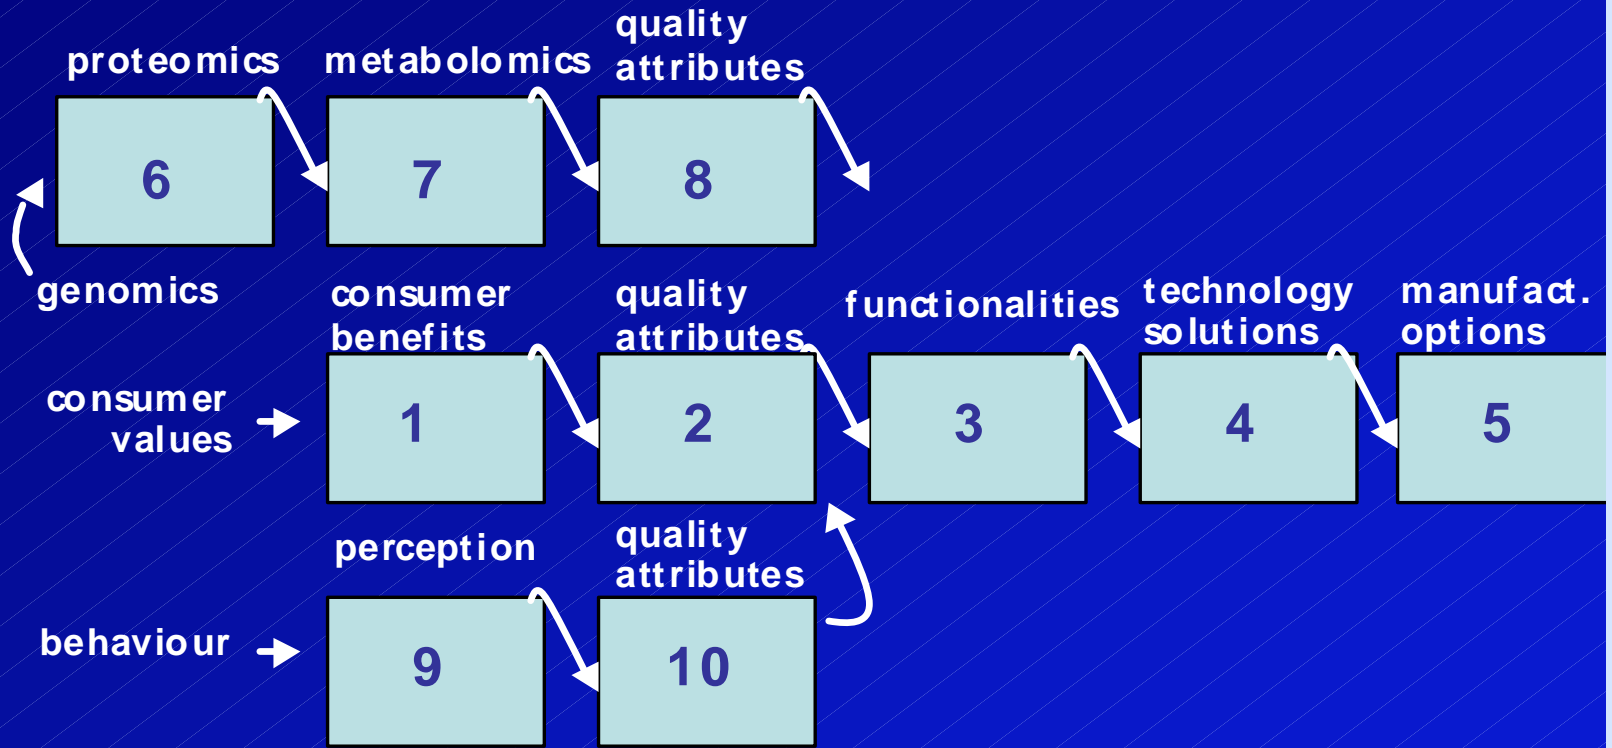 proteomics
metabolomics
quality
attributes
6
7
8
genomics
consumer
benefits
quality
attributes
functionalities
technology
solutions
manufact.
options
consumer
values
1
2
3
4
5
perception
quality
attributes
behaviour
9
10